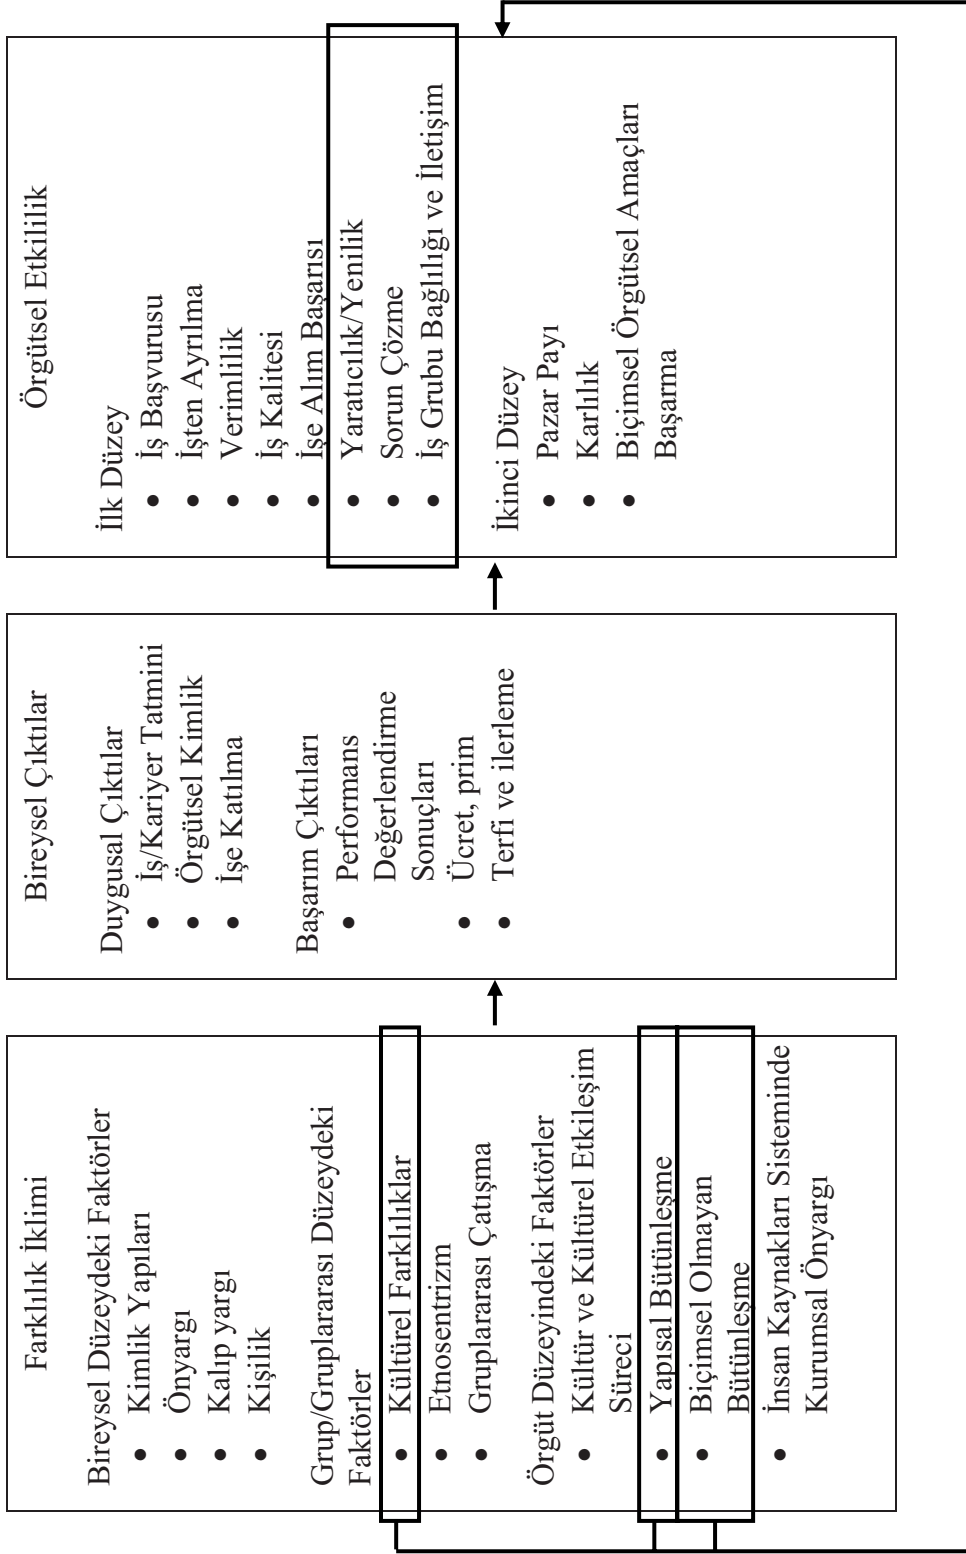 Farklılık İklimi
Bireysel Düzeydeki Faktörler
• Kimlik Yapıları
• Önyargı
• Kalıp yargı
• Kişilik
Grup/Gruplararası Düzeydeki
Faktörler
• Kültürel Farklılıklar
• Etnosentrizm
• Gruplararası Çatışma
Örgüt Düzeyindeki Faktörler
• Kültür ve Kültürel Etkileşim
Süreci
• Yapısal Bütünleşme
• Biçimsel Olmayan
Bütünleşme
• İnsan Kaynakları Sisteminde
Kurumsal Önyargı
Bireysel Çıktılar
Duygusal Çıktılar
• İş/Kariyer Tatmini
• Örgütsel Kimlik
• İşe Katılma
Başarım Çıktıları
• Performans
Değerlendirme
Sonuçları
• Ücret, prim
• Terfi ve ilerleme
Örgütsel Etkililik
İlk Düzey
• İş Başvurusu
• İşten Ayrılma
• Verimlilik
• İş Kalitesi
• İşe Alım Başarısı
• Yaratıcılık/Yenilik
• Sorun Çözme
• İş Grubu Bağlılığı ve İletişim
İkinci Düzey
• Pazar Payı
• Karlılık
• Biçimsel Örgütsel Amaçları
Başarma